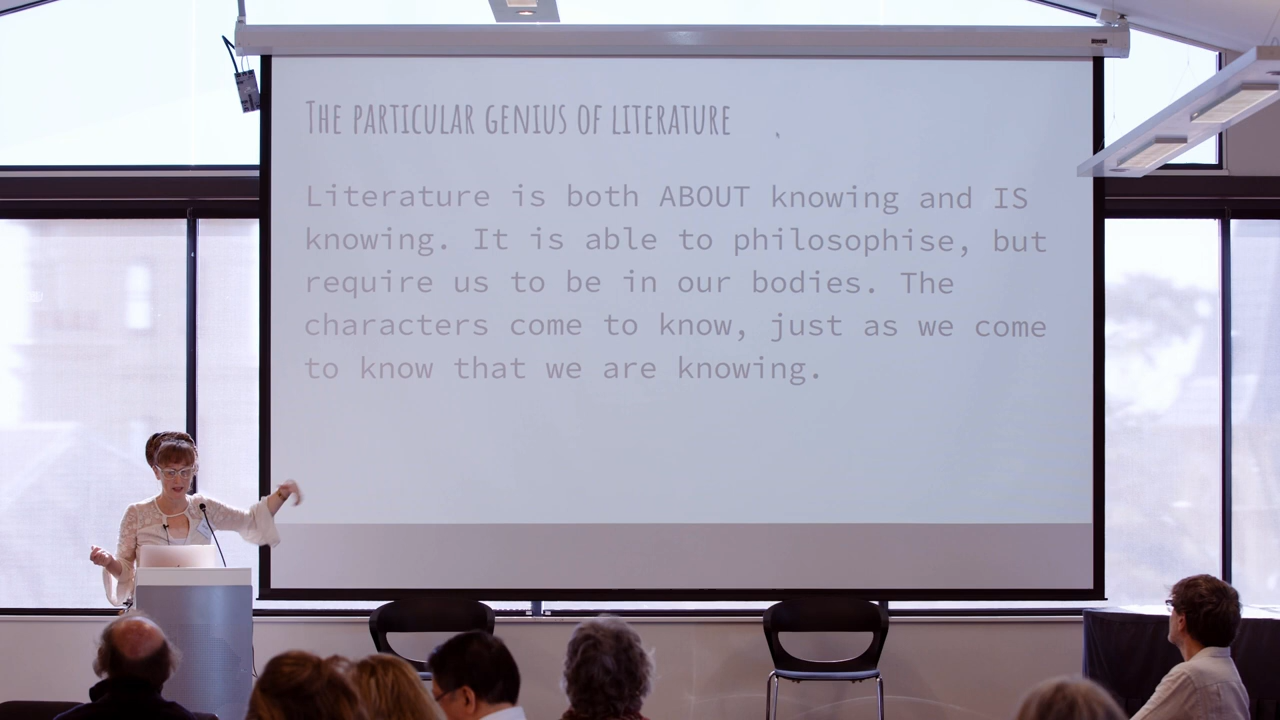 The particular genius of literature
Literature is both ABOUT knowing and IS
knowing. It is able to philosophise, but
require us to be in our bodies. The
characters come to know, just as we come
to know that we are knowing.